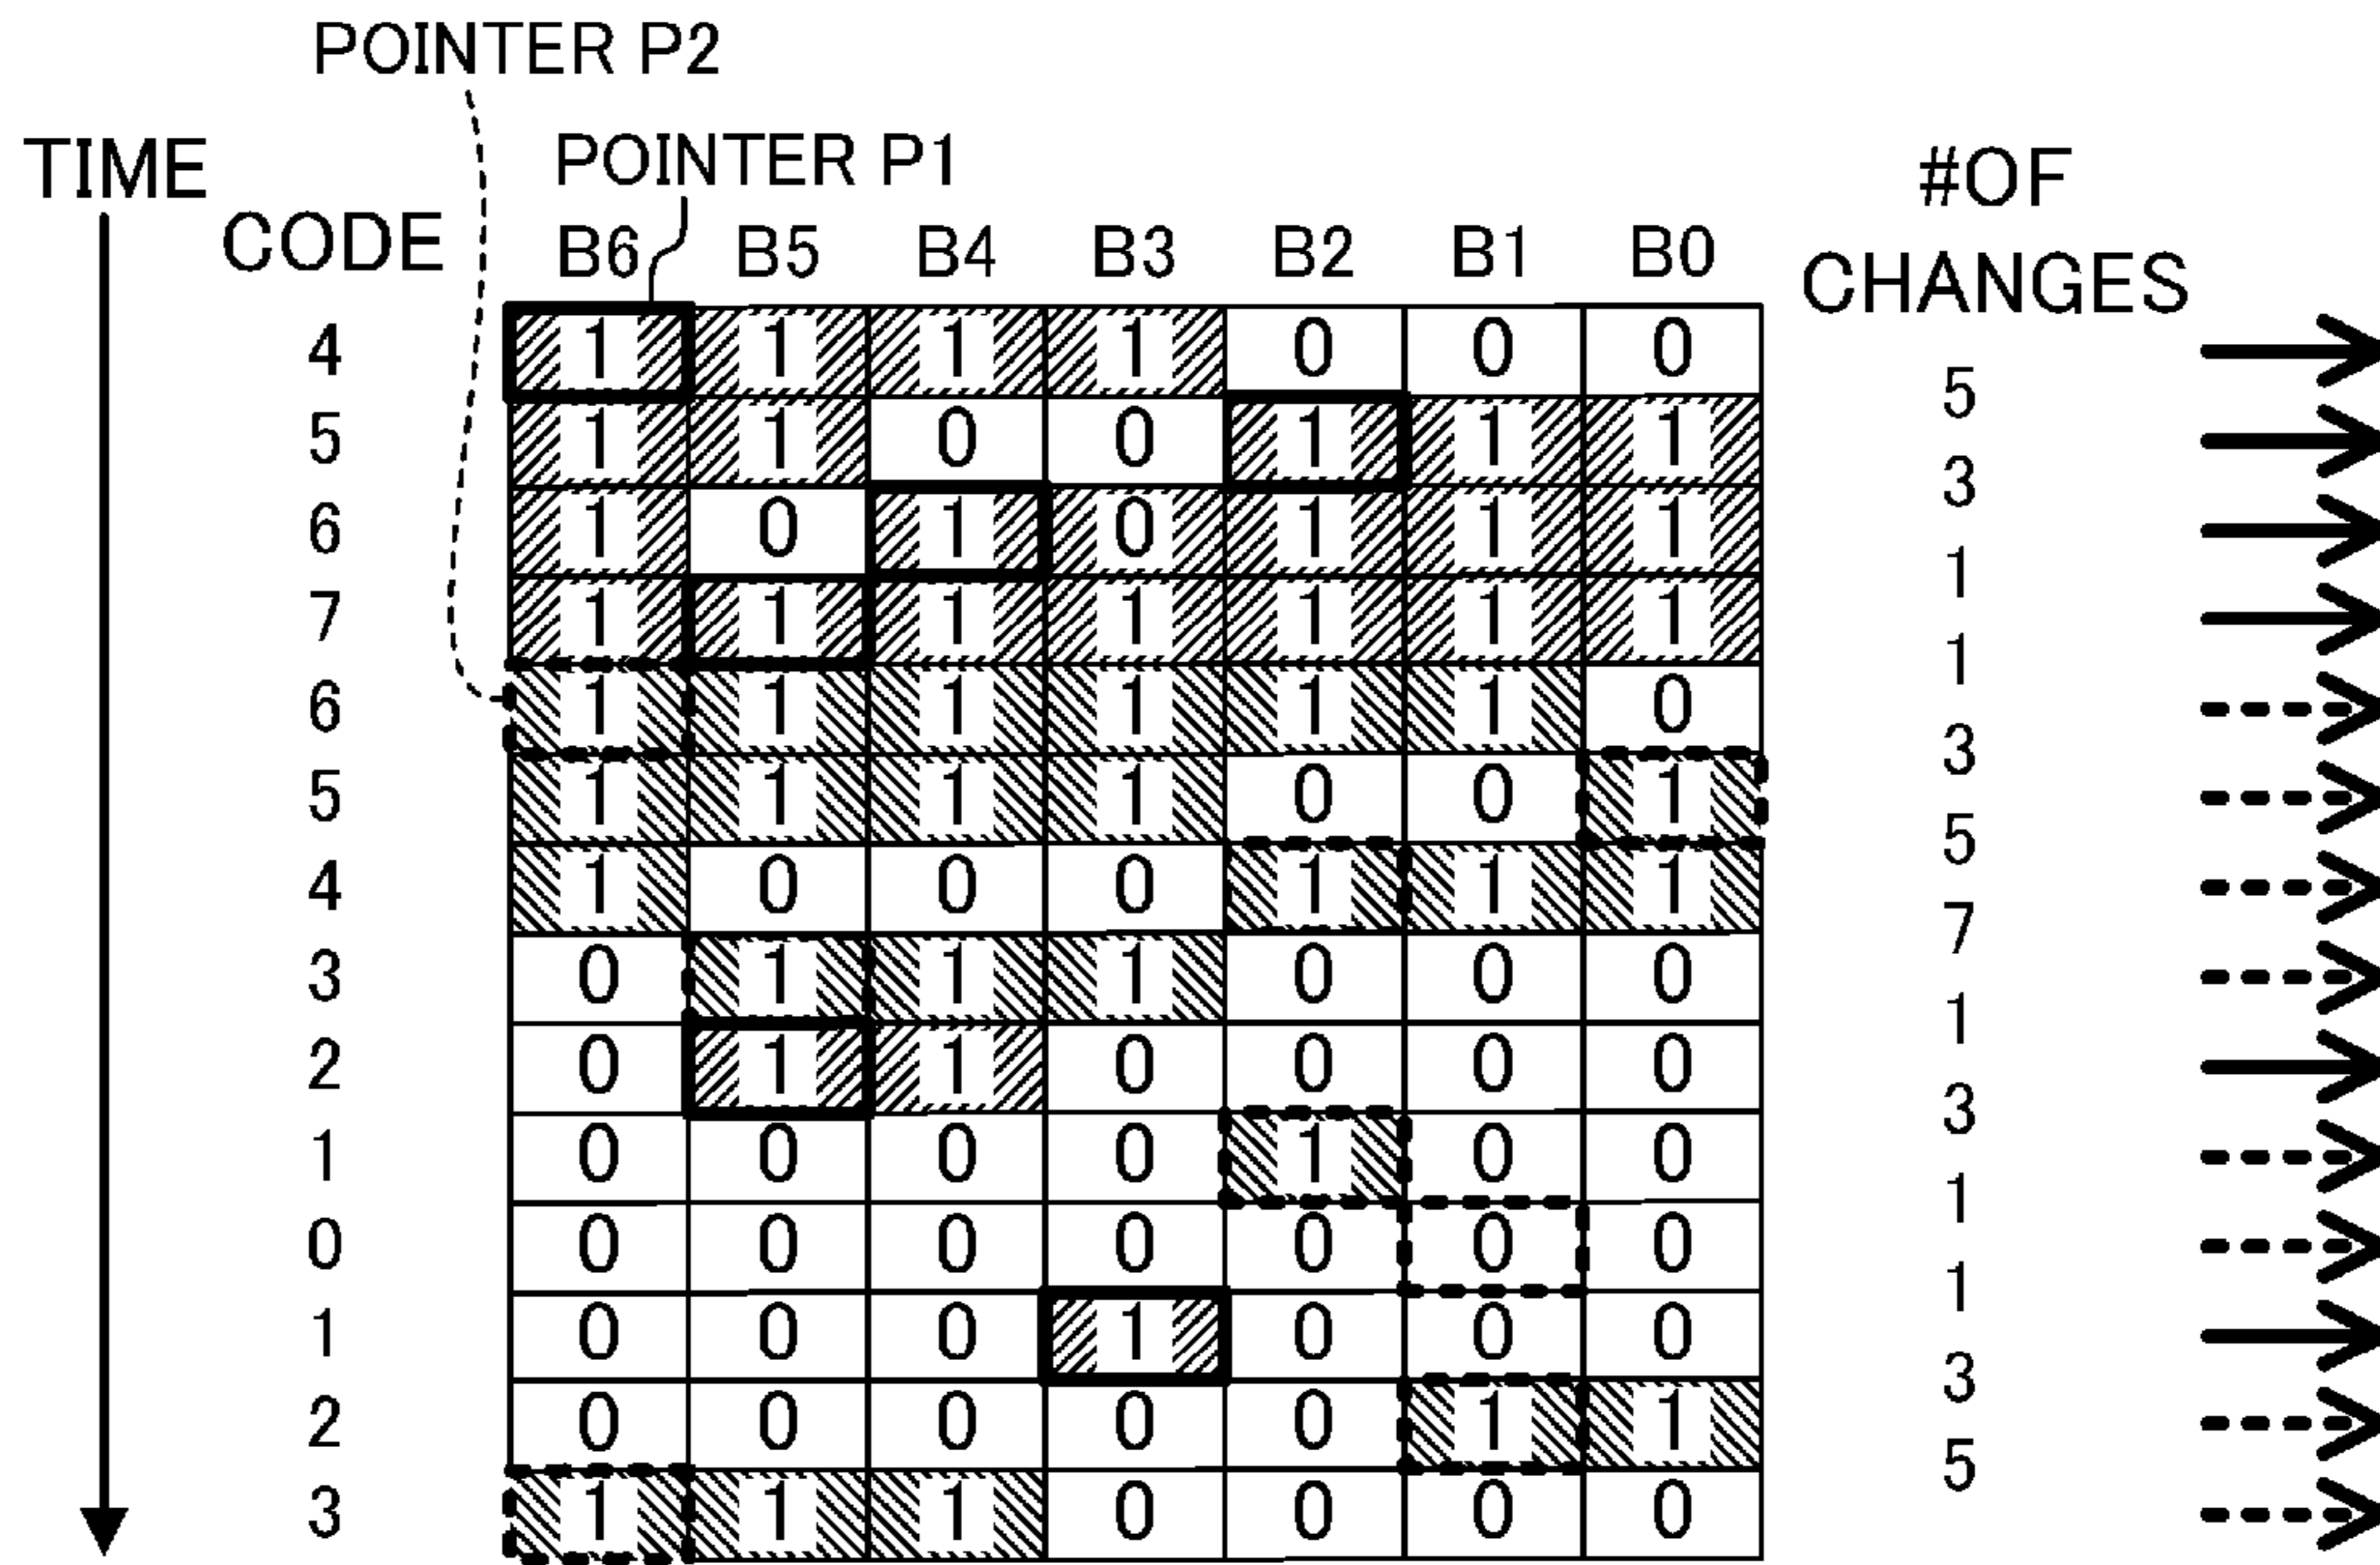 POINTER P2
TIME POINTER P1 #OF
CODE B6 B5 B4 B3 B2 B1 B0 CHANGES
4 1 1 1 1 0 0 0
5
5 1 1 0 0 1 1 1
3
6 1 0 1 0 1 1 1
1
7 1 1 1 1 1 1 1
1
6 1 1 1 1 1 1 0
3
5 1 1 1 1 0 0 1
5
4 1 0 0 0 1 1 1
7
3 0 1 1 1 0 0 0
1
2 0 1 1 0 0 0 0
3
1 0 0 0 0 1 0 0
1
0 0 0 0 0 0 0 0
1
1 0 0 0 1 0 0 0
3
2 0 0 0 0 0 1 1
5
3 1 1 1 0 0 0 0